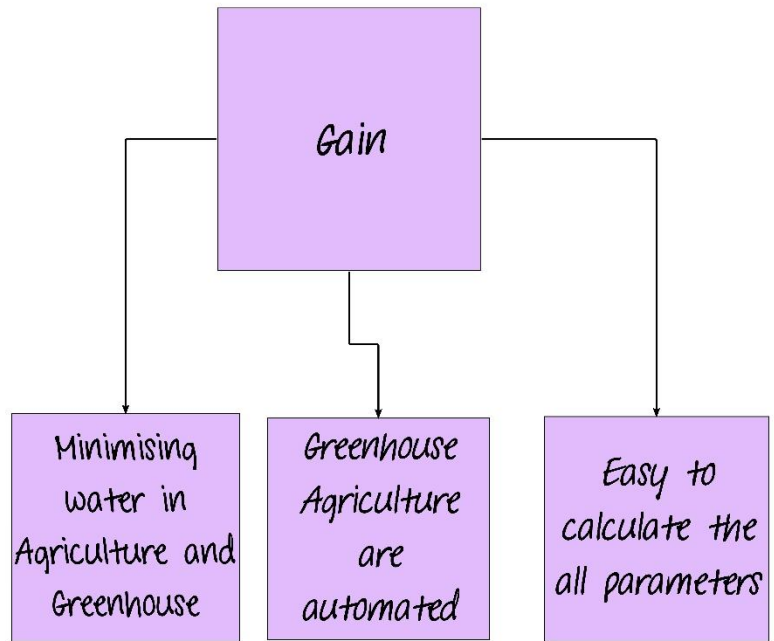 Gain
Minimising
water in
Agriculture and
Greenhouse
Greenhouse
Agriculture
are
automated
Easy to
calculate the
all parameters